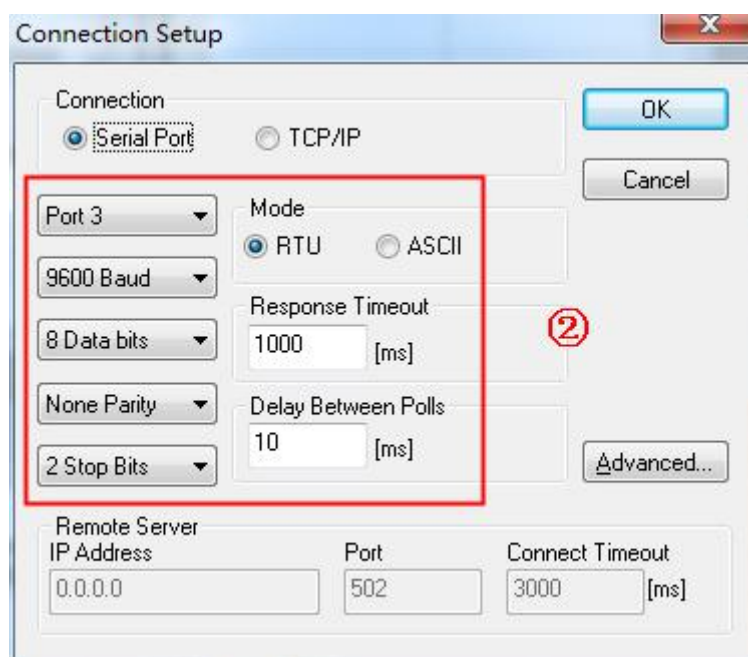 Connection Setup
Connection
OK
Serial Port
TCP/IP
Cancel
Port 3
Mode
RTU
ASCII
9600 Baud
Response Timeout
②
8 Data bits
1000
[ms]
None Parity
Delay Between Polls
10
[ms]
2 Stop Bits
Advanced...
Remote Server
IP Address
Port
Connect Timeout
0.0.0.0
502
3000
[ms]